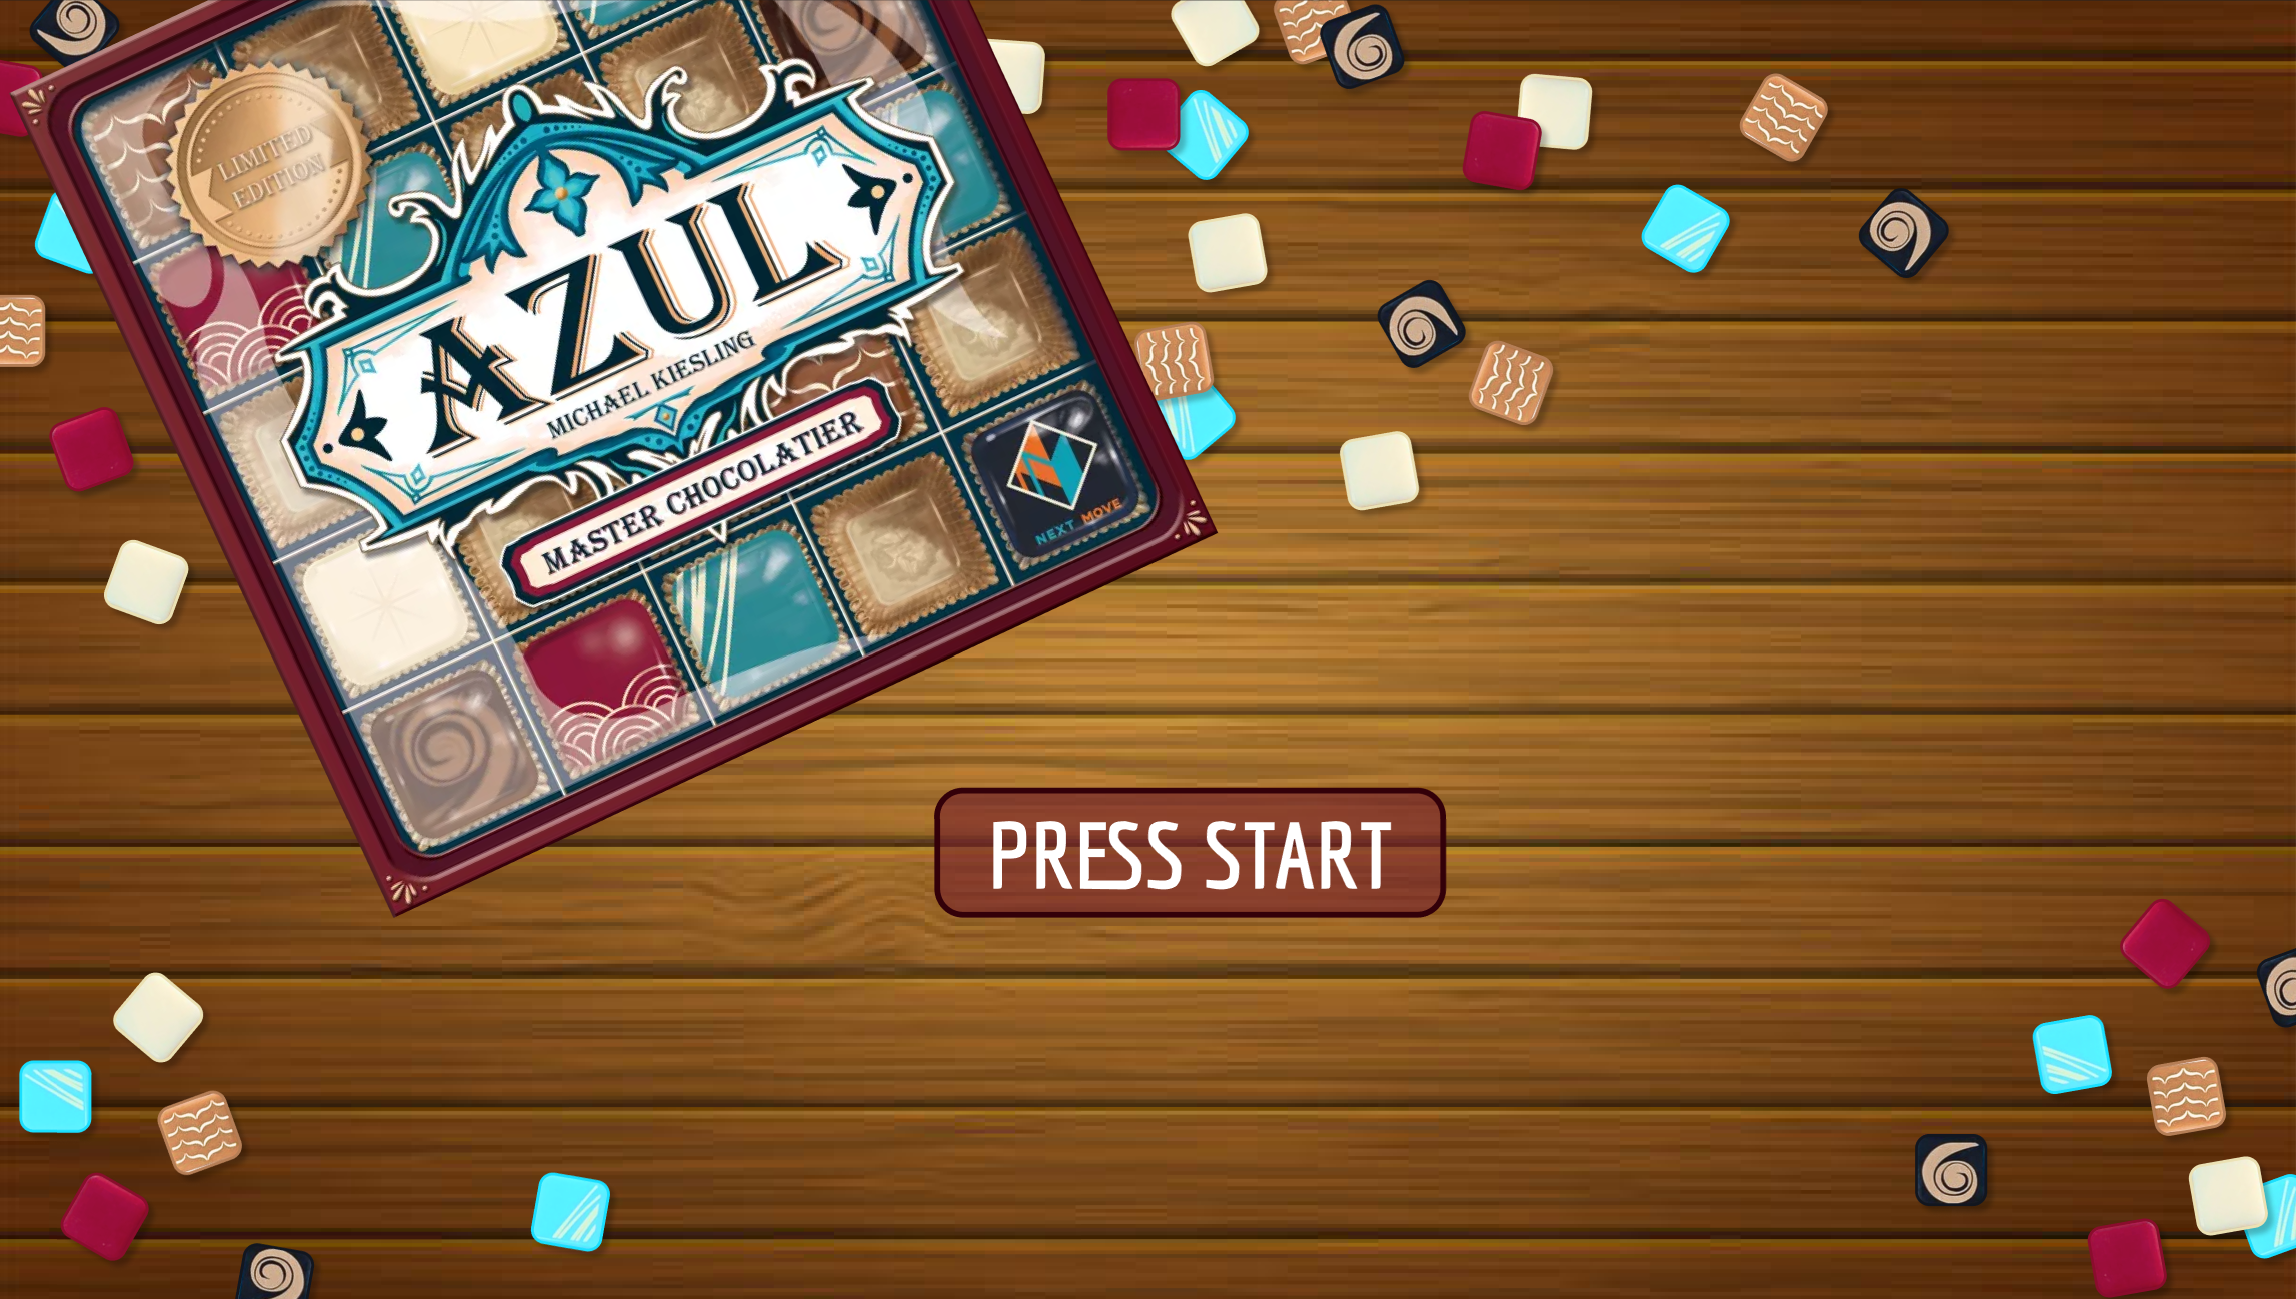 LIMITED
EDITION
AZUL
MICHAEL KIESLING
MASTER CHOCOLATIER
NEXT MOVE
PRESS START